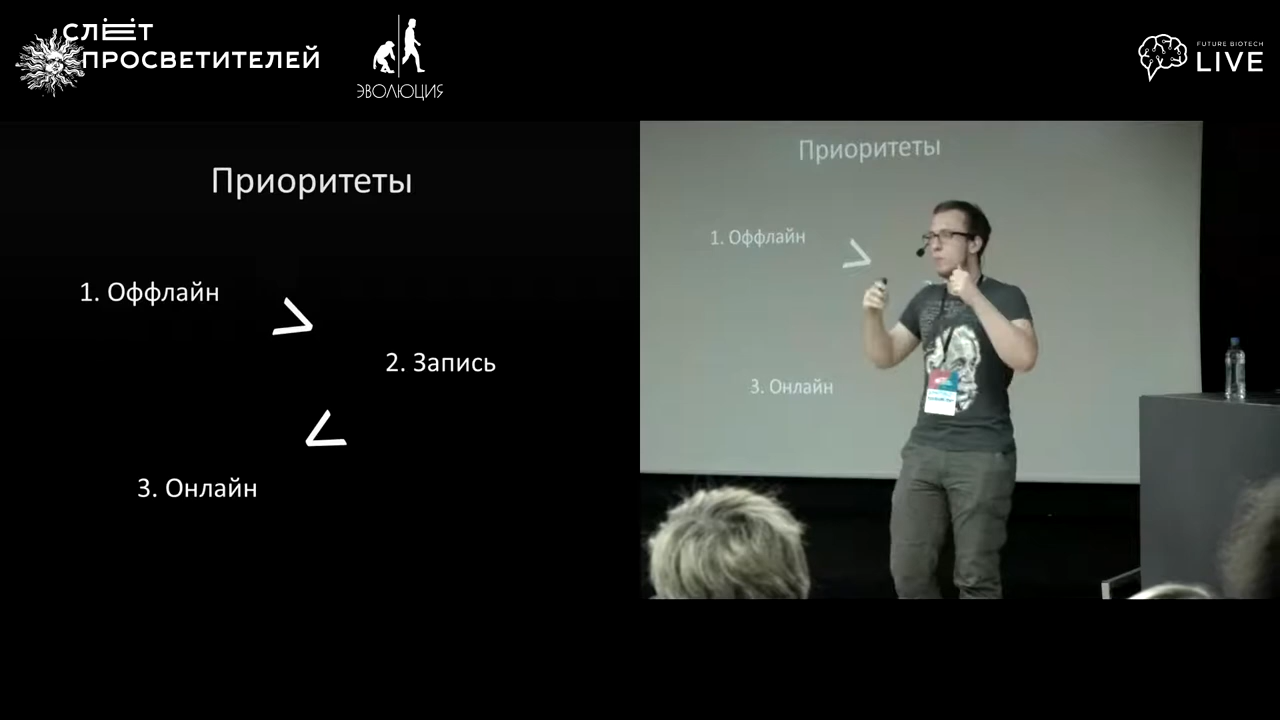 СЛЁТ
ПРОСВЕТИТЕЛЕЙ
ЭВОЛЮЦИЯ
FUTURE BIOTECH
LIVE
Приоритеты
1. Оффлайн
>
2. Запись
<
3. Онлайн
Приоритеты
1. Оффлайн
>
3. Онлайн